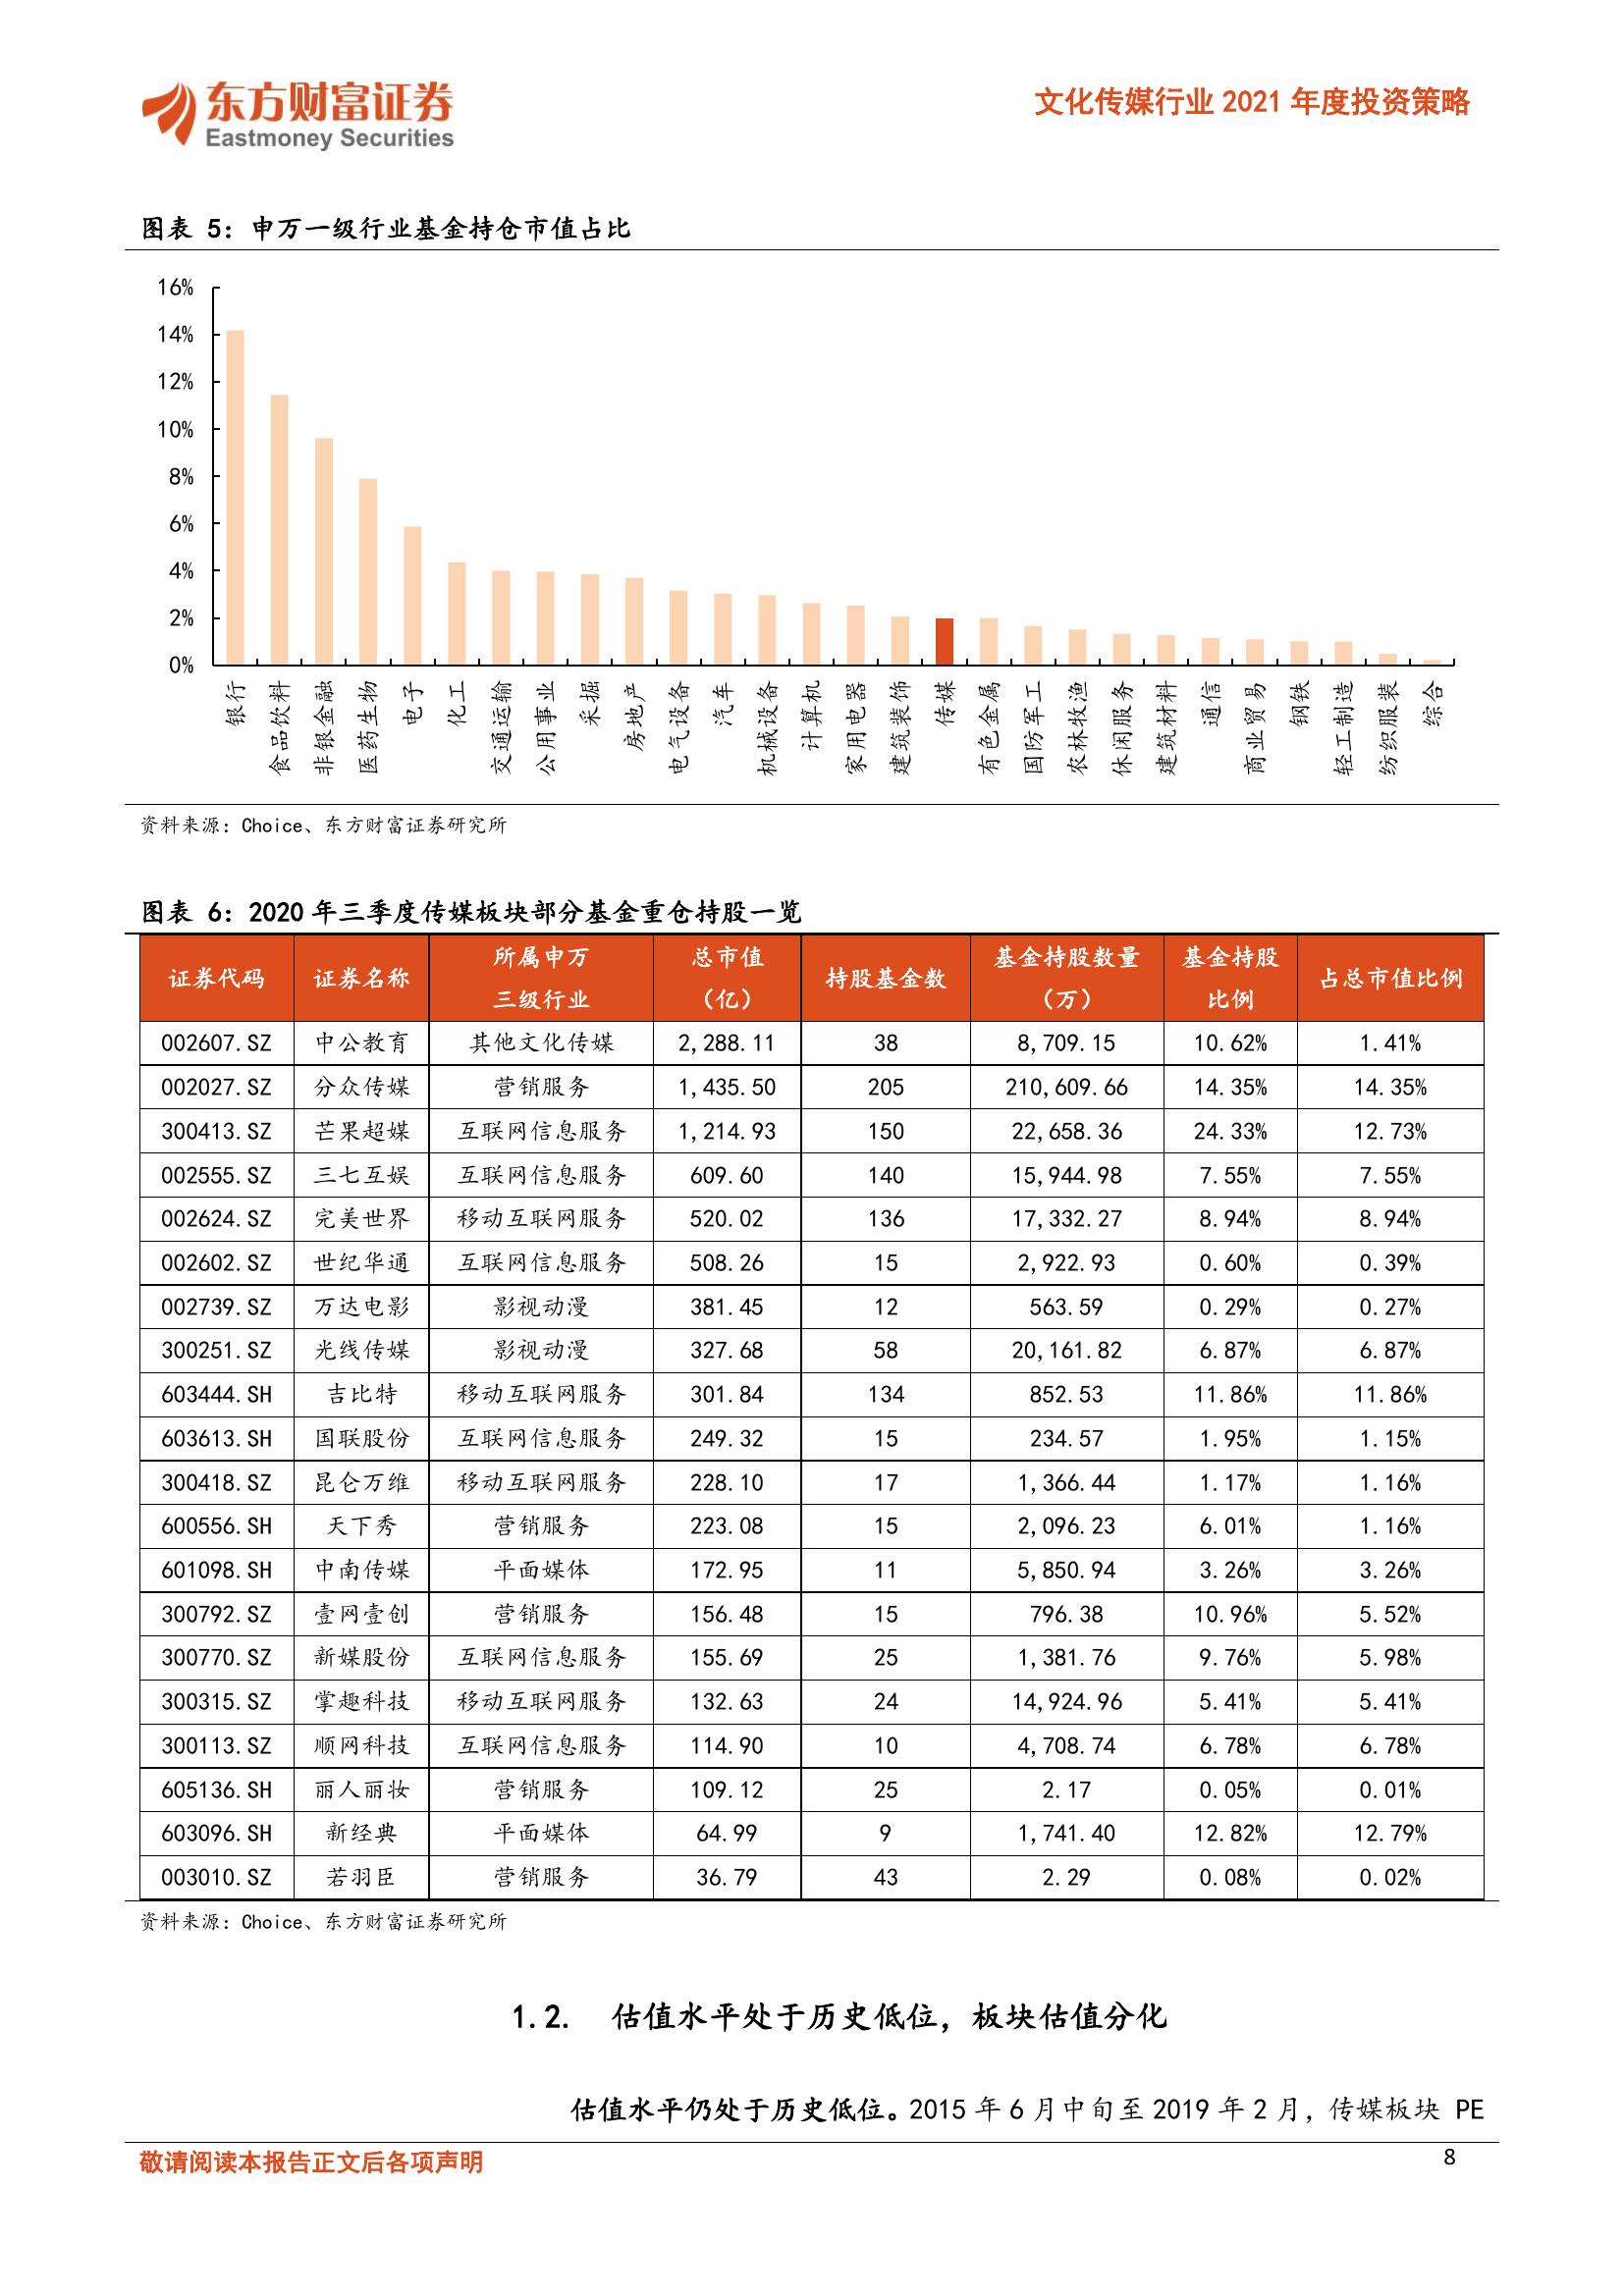 东方财富证券
Eastmoney Securities
文化传媒行业 2021 年度投资策略
图表 5：申万一级行业基金持仓市值占比
16%
14%
12%
10%
8%
6%
4%
2%
0%
银行
食品饮料
非银金融
医药生物
电子
化工
交通运输
公用事业
采掘
房地产
电气设备
汽车
机械设备
计算机
家用电器
建筑装饰
传媒
有色金属
国防军工
农林牧渔
休闲服务
建筑材料
通信
商业贸易
钢铁
轻工制造
纺织服装
综合
资料来源：Choice、东方财富证券研究所
图表 6：2020 年三季度传媒板块部分基金重仓持股一览
证券代码 证券名称 所属申万三级行业 总市值（亿） 持股基金数 基金持股数量（万） 基金持股比例 占总市值比例
002607.SZ 中公教育 其他文化传媒 2,288.11 38 8,709.15 10.62% 1.41%
002027.SZ 分众传媒 营销服务 1,435.50 205 210,609.66 14.35% 14.35%
300413.SZ 芒果超媒 互联网信息服务 1,214.93 150 22,658.36 24.33% 12.73%
002555.SZ 三七互娱 互联网信息服务 609.60 140 15,944.98 7.55% 7.55%
002624.SZ 完美世界 移动互联网服务 520.02 136 17,332.27 8.94% 8.94%
002602.SZ 世纪华通 互联网信息服务 508.26 15 2,922.93 0.60% 0.39%
002739.SZ 万达电影 影视动漫 381.45 12 563.59 0.29% 0.27%
300251.SZ 光线传媒 影视动漫 327.68 58 20,161.82 6.87% 6.87%
603444.SH 吉比特 移动互联网服务 301.84 134 852.53 11.86% 11.86%
603613.SH 国联股份 互联网信息服务 249.32 15 234.57 1.95% 1.15%
300418.SZ 昆仑万维 移动互联网服务 228.10 17 1,366.44 1.17% 1.16%
600556.SH 天下秀 营销服务 223.08 15 2,096.23 6.01% 1.16%
601098.SH 中南传媒 平面媒体 172.95 11 5,850.94 3.26% 3.26%
300792.SZ 壹网壹创 营销服务 156.48 15 796.38 10.96% 5.52%
300770.SZ 新媒股份 互联网信息服务 155.69 25 1,381.76 9.76% 5.98%
300315.SZ 掌趣科技 移动互联网服务 132.63 24 14,924.96 5.41% 5.41%
300113.SZ 顺网科技 互联网信息服务 114.90 10 4,708.74 6.78% 6.78%
605136.SH 丽人丽妆 营销服务 109.12 25 2.17 0.05% 0.01%
603096.SH 新经典 平面媒体 64.99 9 1,741.40 12.82% 12.79%
003010.SZ 若羽臣 营销服务 36.79 43 2.29 0.08% 0.02%
资料来源：Choice、东方财富证券研究所
1.2. 估值水平处于历史低位，板块估值分化
估值水平仍处于历史低位。2015 年 6 月中旬至 2019 年 2 月，传媒板块 PE
敬请阅读本报告正文后各项声明
8